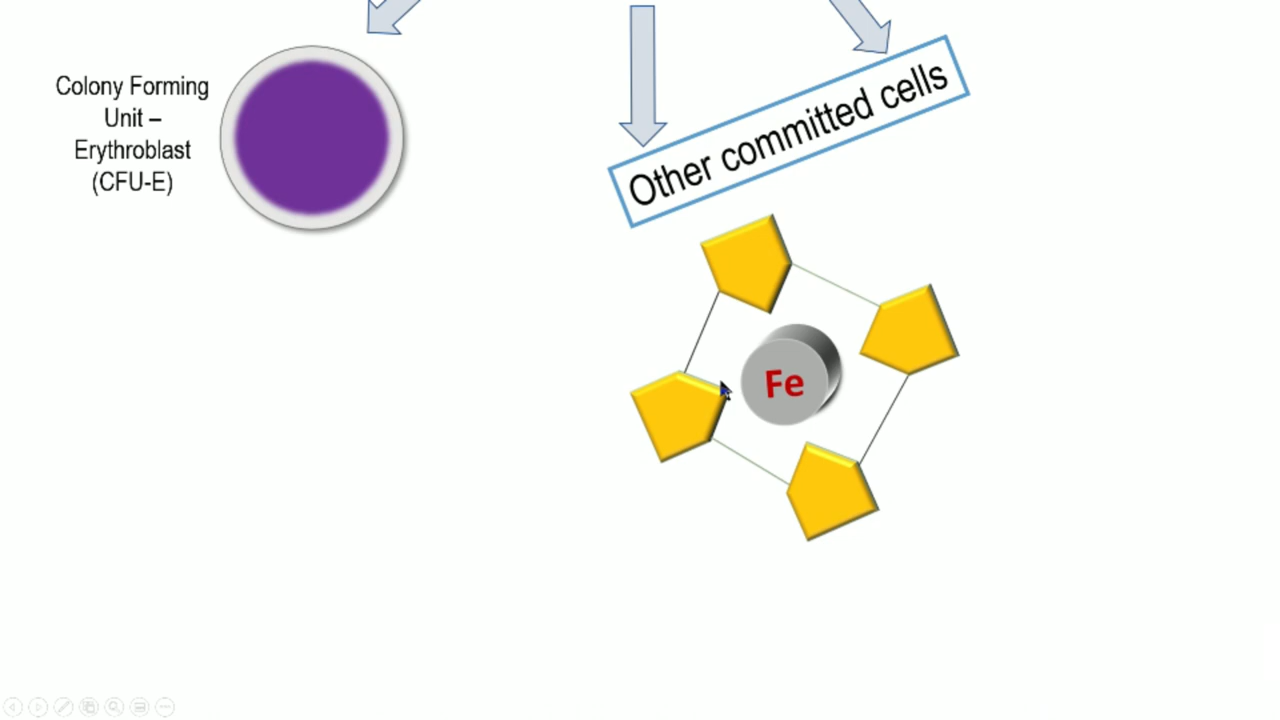 Colony Forming
Unit –
Erythroblast
(CFU-E)
Other committed cells
Fe